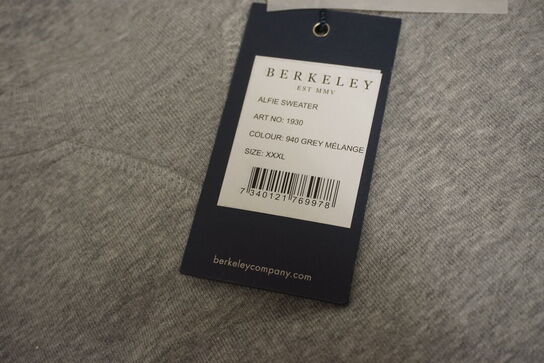 BERKELEY
EST MMV
ALFIE SWEATER
ART NO: 1930
COLOUR: 940 GREY MÉLANGE
SIZE: XXXL
7 340121 769978
berkeleycompany.com